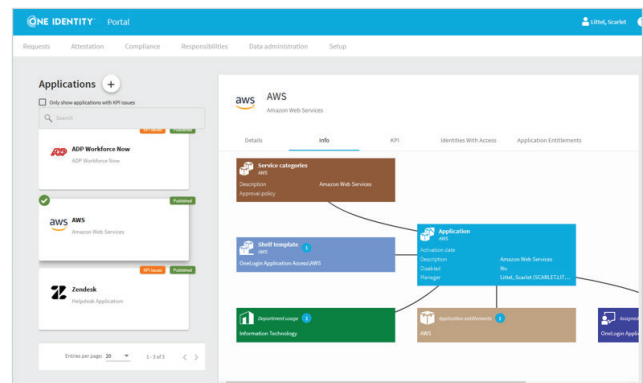 ONE IDENTITY Portal
Littel, Scarlet
Requests Attestation Compliance Responsibilities Data administration Setup
Applications +
Only show applications with KPI issues
Search
KPI issues Published
ADP ADP Workforce Now
ADP Workforce Now
Published
aws AWS
Amazon Web Services
KPI issues Published
Zendesk
Helpdesk Application
Entries per page: 20 1 - 3 of 3 < >
aws AWS
Amazon Web Services
Details Info KPI Identities With Access Application Entitlements
Service categories
AWS
Description Amazon Web Services
Approval policy
Shelf template 1
OneLogin Application Access\AWS
Application
AWS
Activation date
Description Amazon Web Services
Disabled No
Manager Littel, Scarlet (SCARLET.LIT...
Department usage 1
Information Technology
Application entitlements 1
AWS
Assigned
OneLogin Appli